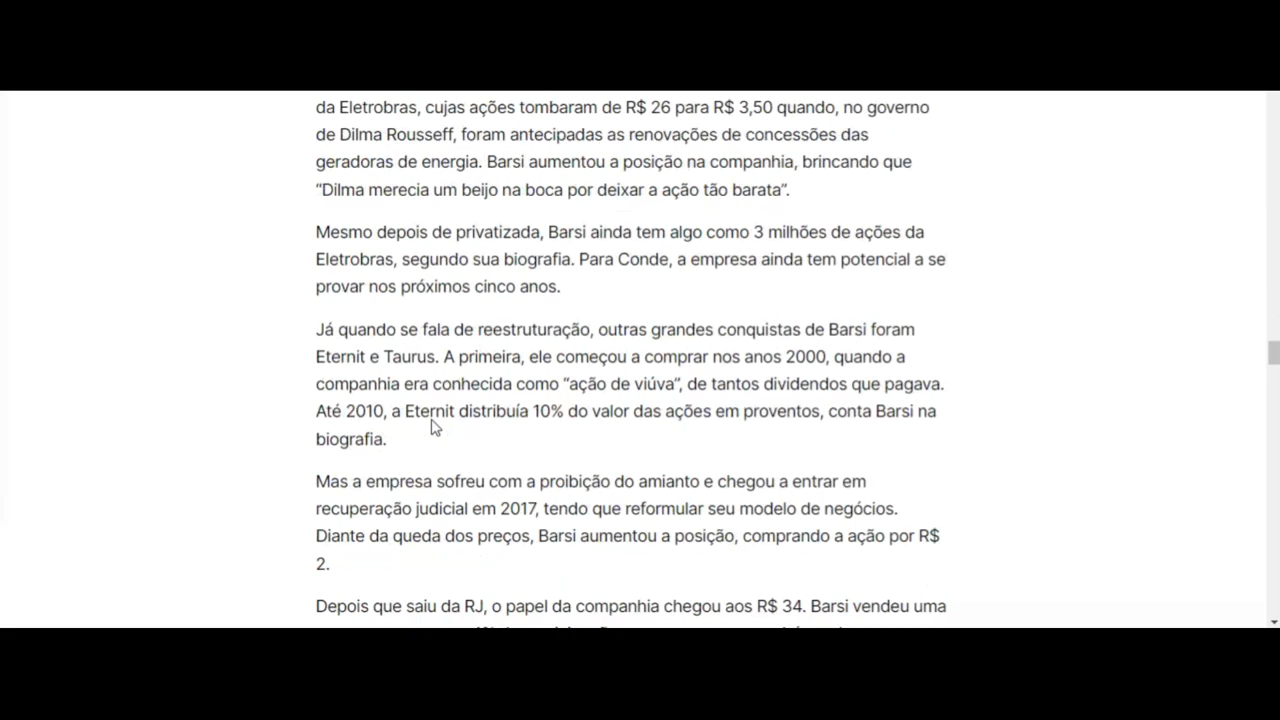 da Eletrobras, cujas ações tombaram de R$ 26 para R$ 3,50 quando, no governo
de Dilma Rousseff, foram antecipadas as renovações de concessões das
geradoras de energia. Barsi aumentou a posição na companhia, brincando que
“Dilma merecia um beijo na boca por deixar a ação tão barata”.
Mesmo depois de privatizada, Barsi ainda tem algo como 3 milhões de ações da
Eletrobras, segundo sua biografia. Para Conde, a empresa ainda tem potencial a se
provar nos próximos cinco anos.
Já quando se fala de reestruturação, outras grandes conquistas de Barsi foram
Eternit e Taurus. A primeira, ele começou a comprar nos anos 2000, quando a
companhia era conhecida como “ação de viúva”, de tantos dividendos que pagava.
Até 2010, a Eternit distribuía 10% do valor das ações em proventos, conta Barsi na
biografia.
Mas a empresa sofreu com a proibição do amianto e chegou a entrar em
recuperação judicial em 2017, tendo que reformular seu modelo de negócios.
Diante da queda dos preços, Barsi aumentou a posição, comprando a ação por R$
2.
Depois que saiu da RJ, o papel da companhia chegou aos R$ 34. Barsi vendeu uma